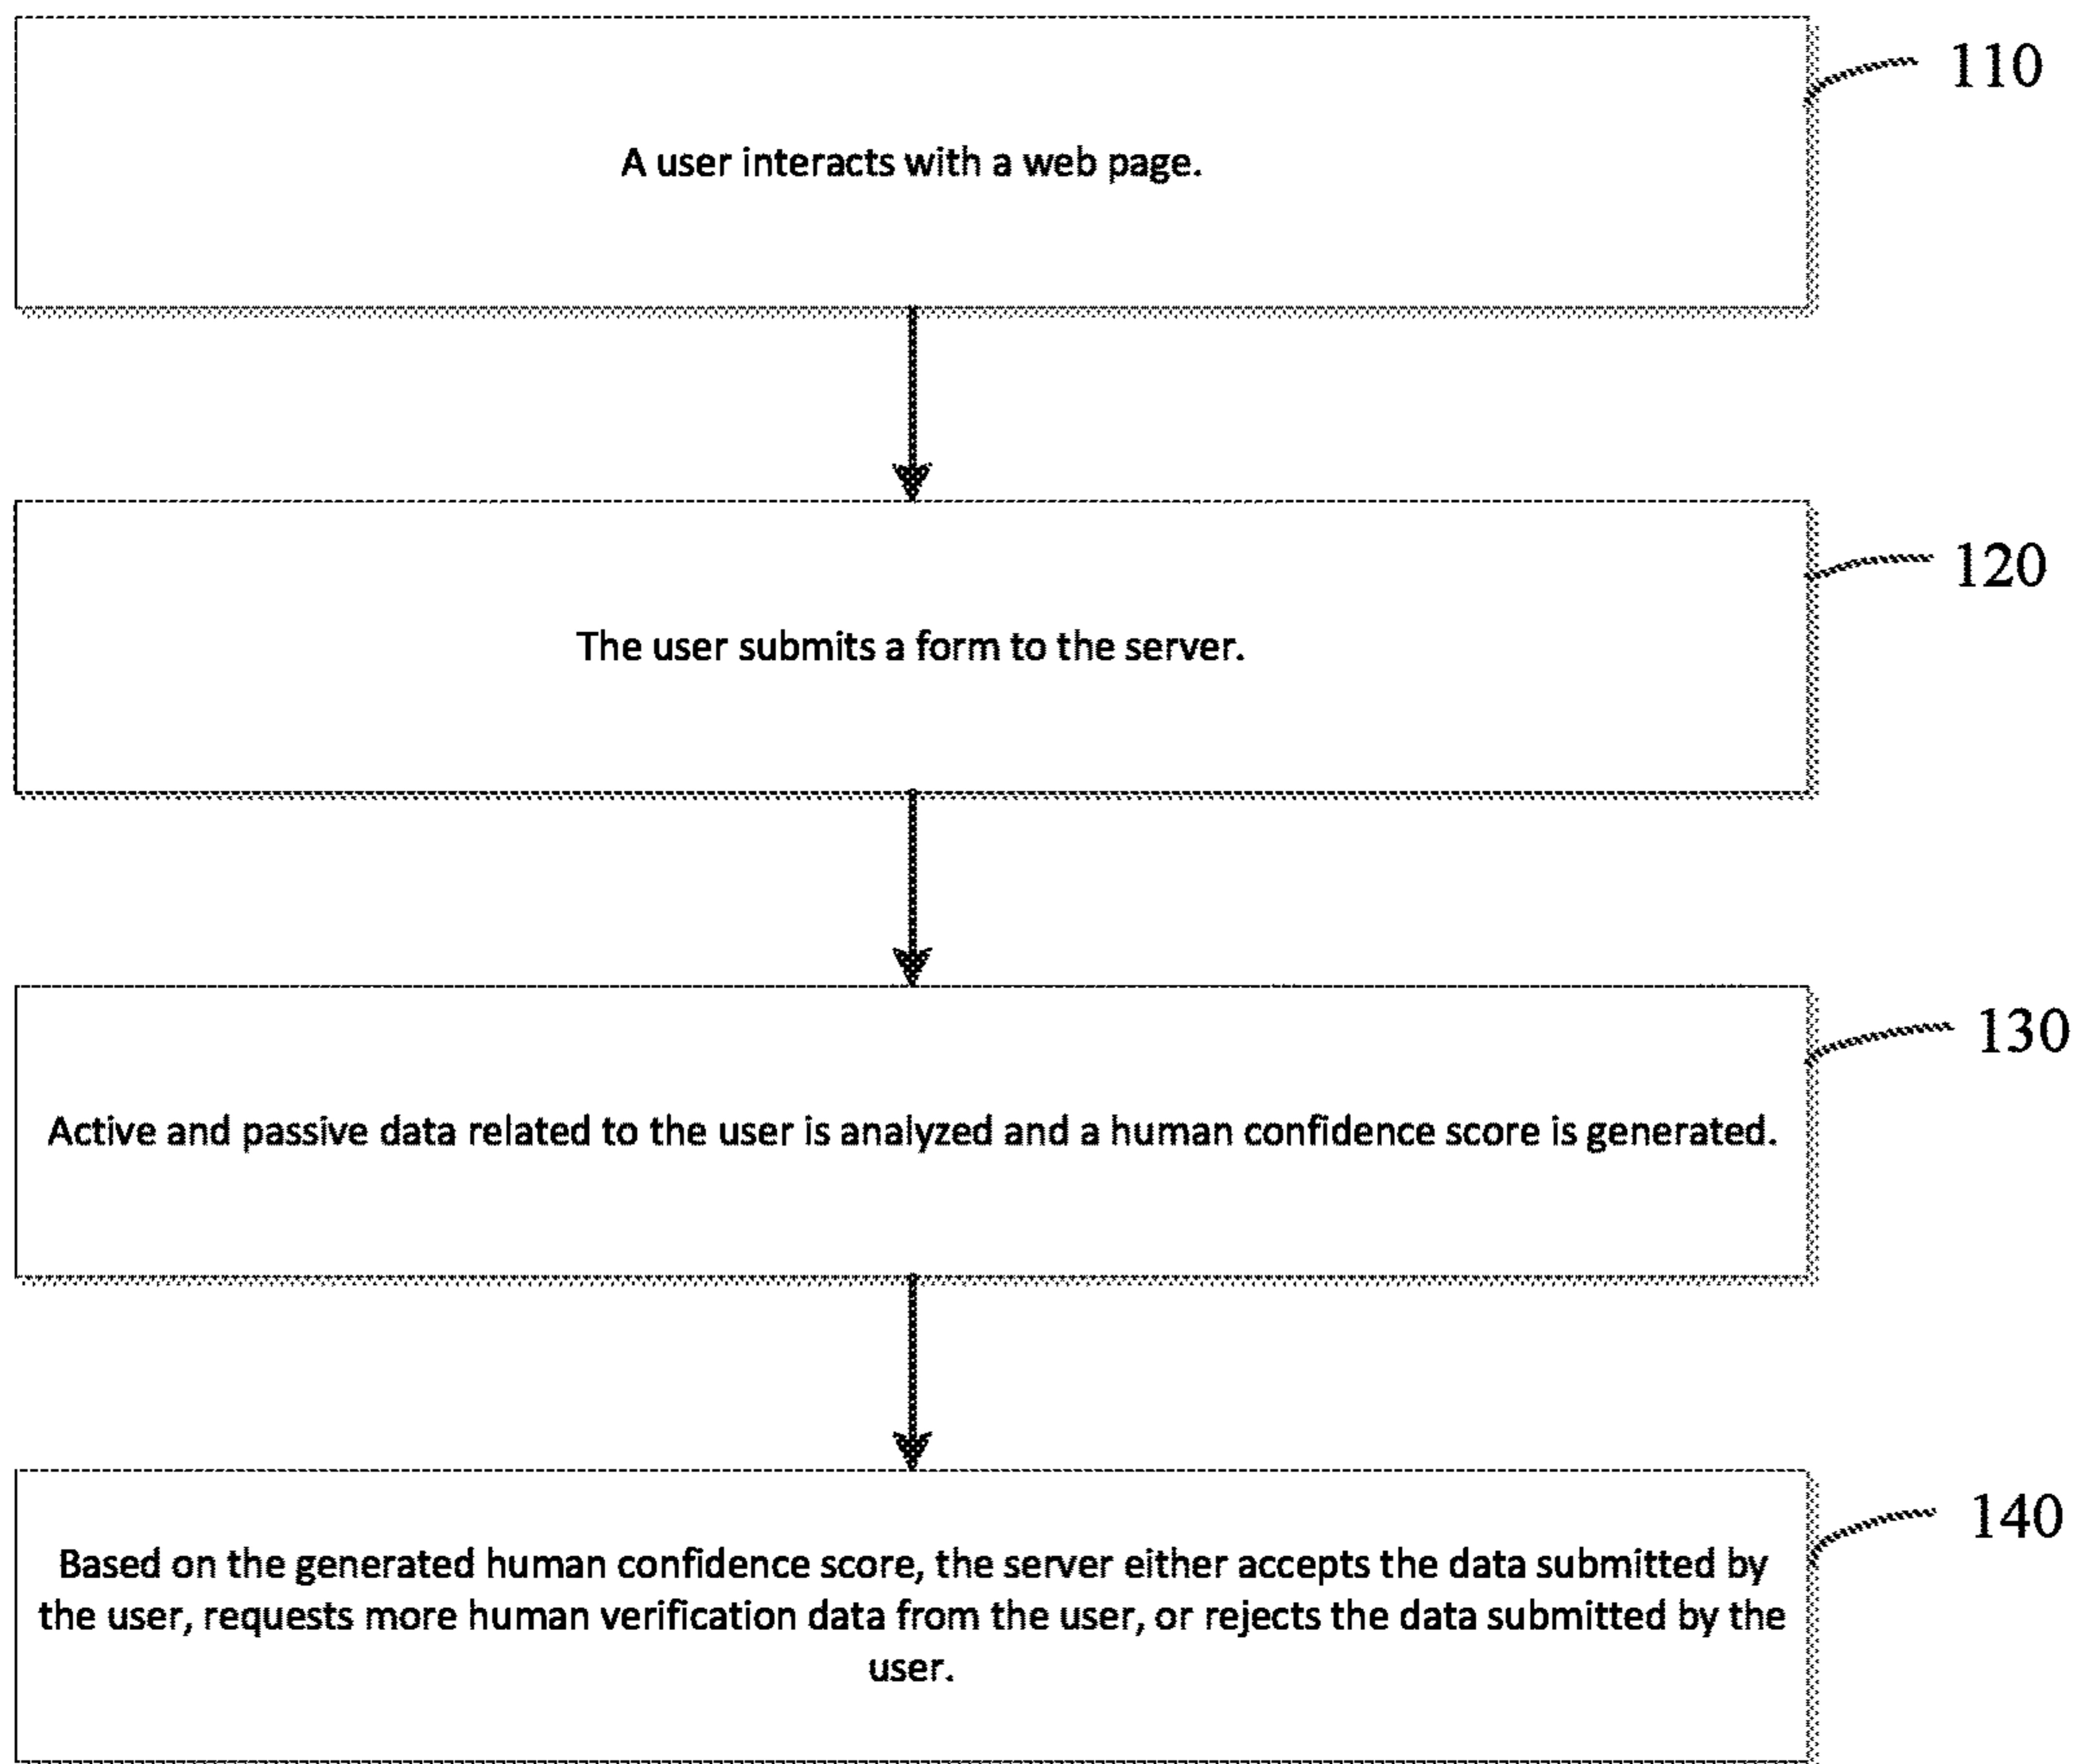 110
A user interacts with a web page.
120
The user submits a form to the server.
130
Active and passive data related to the user is analyzed and a human confidence score is generated.
140
Based on the generated human confidence score, the server either accepts the data submitted by
the user, requests more human verification data from the user, or rejects the data submitted by the
user.